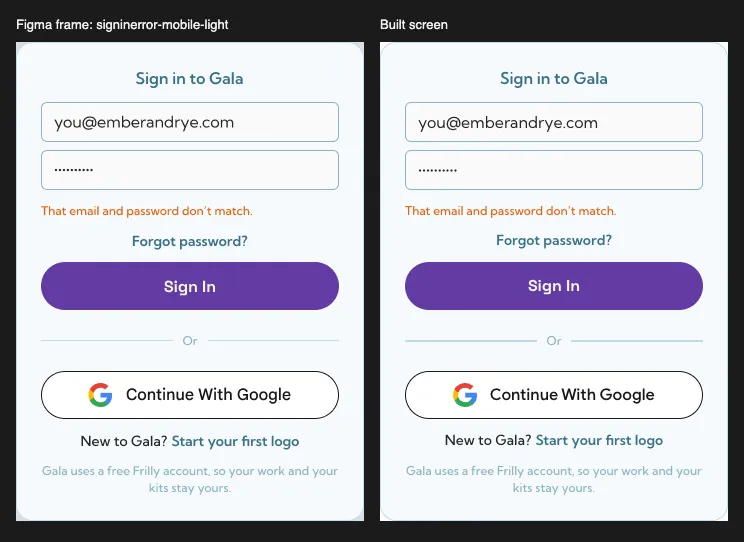 Figma frame: signinerror-mobile-light
Sign in to Gala
you@emberandrye.com
••••••••••
That email and password don’t match.
Forgot password?
Sign In
Or
Continue With Google
New to Gala? Start your first logo
Gala uses a free Frilly account, so your work and your
kits stay yours.
Built screen
Sign in to Gala
you@emberandrye.com
••••••••••
That email and password don't match.
Forgot password?
Sign In
Or
Continue With Google
New to Gala? Start your first logo
Gala uses a free Frilly account, so your work and your
kits stay yours.